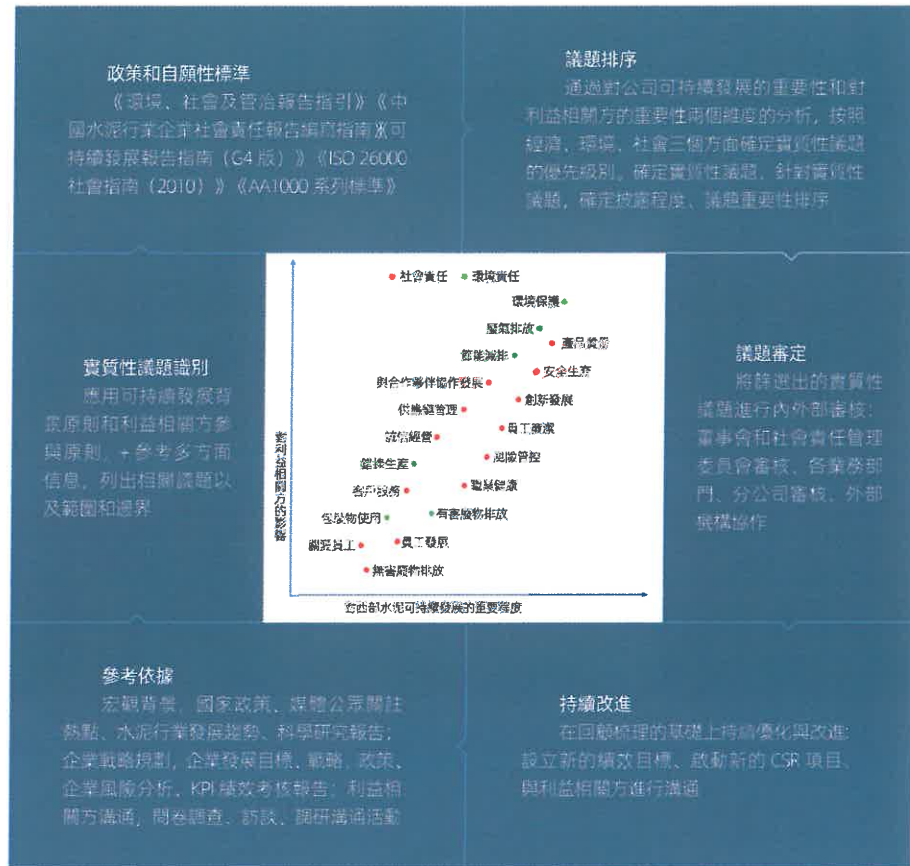 政策和自願性標準
《環境、社會及管治報告指引》《中
國水泥行業企業社會責任報告編寫指南》《可
持續發展報告指南（G4 版）》《ISO 26000
社會指南（2010）》《AA1000 系列標準》
議題排序
通過對公司可持續發展的重要性和對
利益相關方的重要性兩個維度的分析，按照
經濟、環境、社會三個方面確定實質性議題
的優先級別。確定實質性議題，針對實質性
議題，確定披露程度、議題重要性排序
實質性議題識別
應用可持續發展背
景原則和利益相關方參
與原則，+ 參考多方面
信息，列出相關議題以
及範圍和邊界
社會責任
環境責任
環境保護
廢氣排放
產品質量
節能減排
安全生產
與合作夥伴協作發展
創新發展
供應鏈管理
員工廉潔
誠信經營
風險管控
清潔生產
職業健康
客戶服務
包裝物使用
有害廢物排放
關愛員工
員工發展
無害廢物排放
對利益相關方的影響
對西部水泥可持續發展的重要程度
議題審定
將篩選出的實質性
議題進行內外部審核：
董事會和社會責任管理
委員會審核、各業務部
門、分公司審核、外部
機構協作
參考依據
宏觀背景，國家政策、媒體公眾關註
熱點、水泥行業發展趨勢、科學研究報告；
企業戰略規劃，企業發展目標、戰略、政策、
企業風險分析、KPI 績效考核報告；利益相
關方溝通，問卷調查、訪談、調研溝通活動
持續改進
在回顧梳理的基礎上持續優化與改進：
設立新的績效目標、啟動新的 CSR 項目、
與利益相關方進行溝通